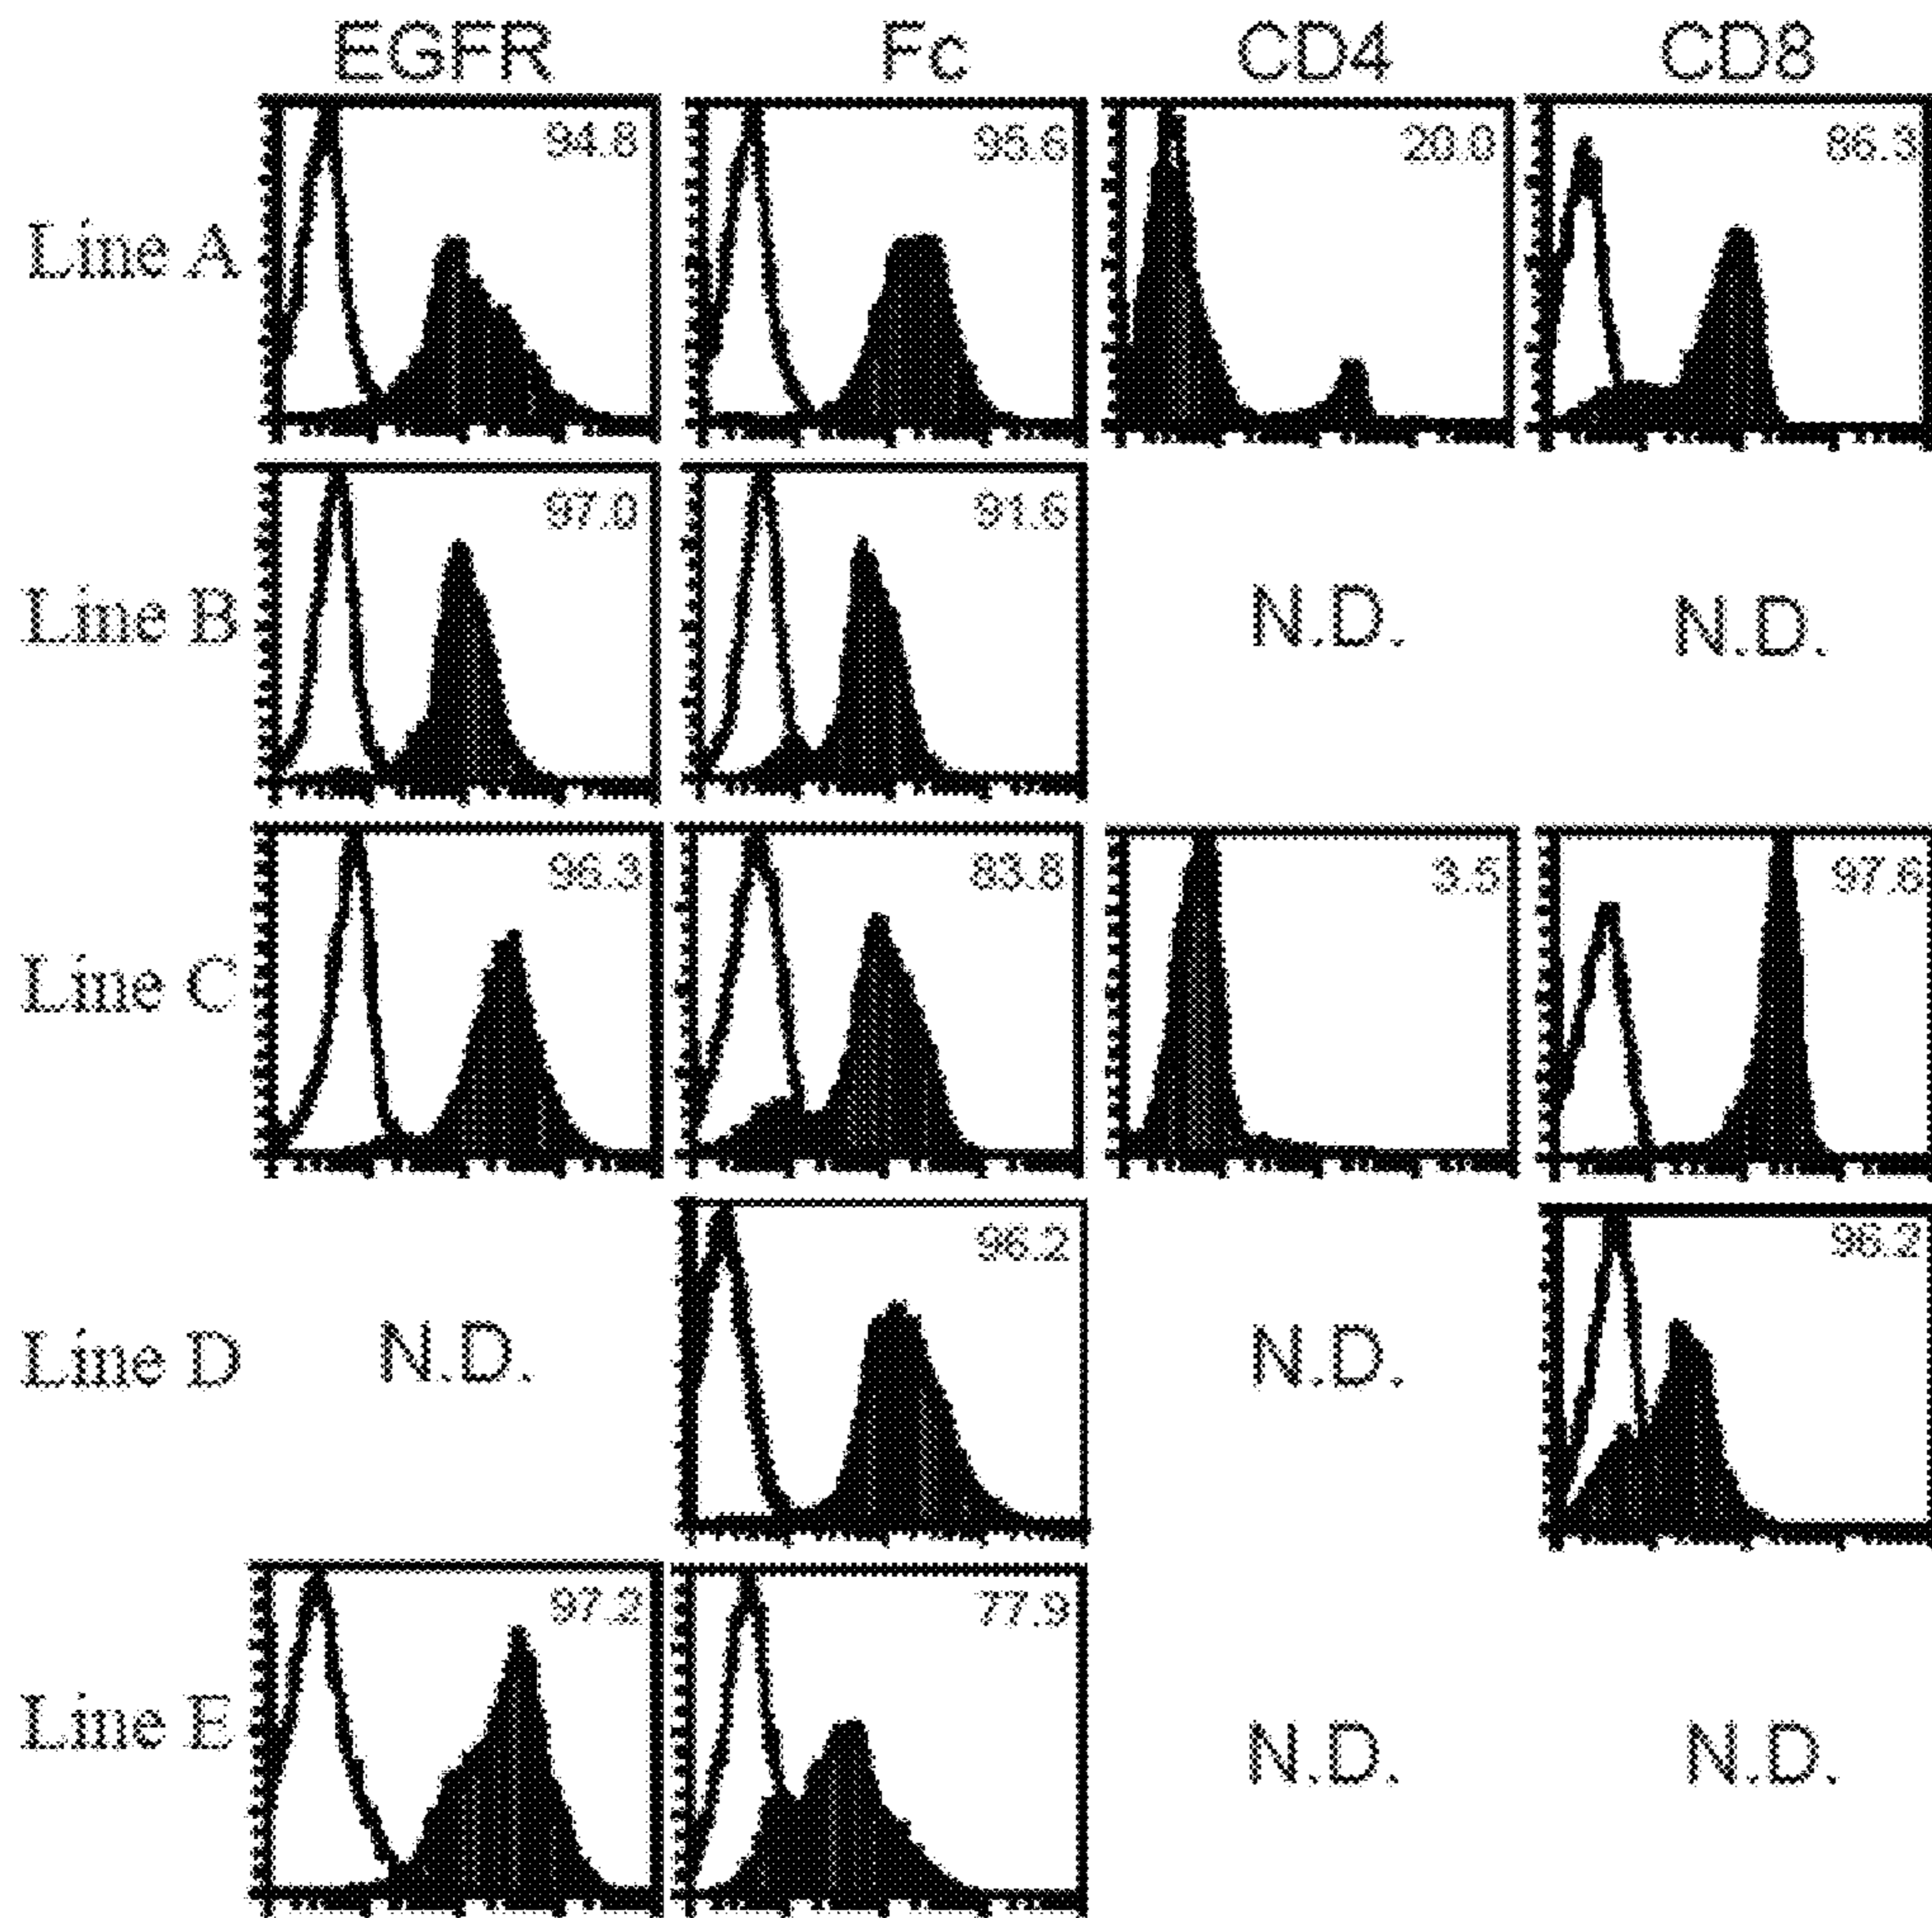 EGFR Fc CD4 CD8
Line A 94.8 95.6 20.0 86.3
Line B 97.0 91.6 N.D. N.D.
Line C 96.3 83.8 3.5 97.6
Line D N.D. 96.2 N.D. 96.2
Line E 97.2 77.9 N.D. N.D.